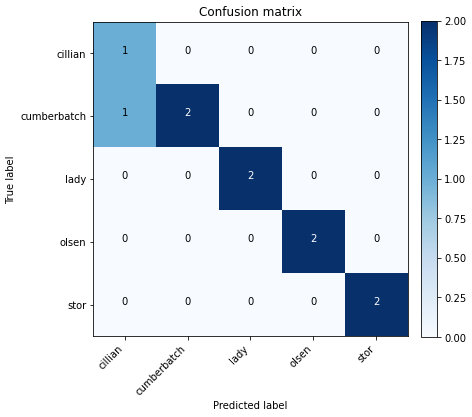 Confusion matrix
True label
cillian 1 0 0 0 0
cumberbatch 1 2 0 0 0
lady 0 0 2 0 0
olsen 0 0 0 2 0
stor 0 0 0 0 2
cillian cumberbatch lady olsen stor
Predicted label
2.00
1.75
1.50
1.25
1.00
0.75
0.50
0.25
0.00